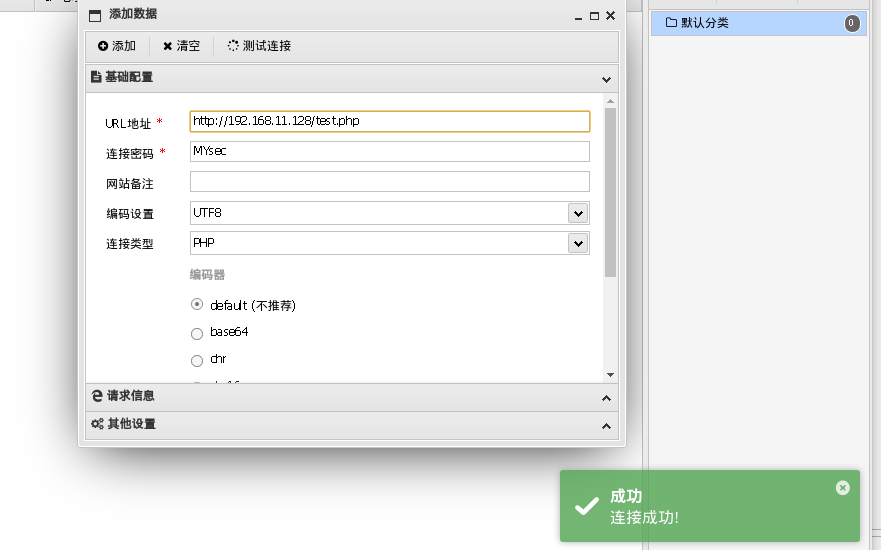 添加数据
添加 清空 测试连接
基础配置
URL地址 * http://192.168.11.128/test.php
连接密码 * MYsec
网站备注
编码设置 UTF8
连接类型 PHP
编码器
default (不推荐)
base64
chr
请求信息
其他设置
默认分类 0
成功
连接成功!